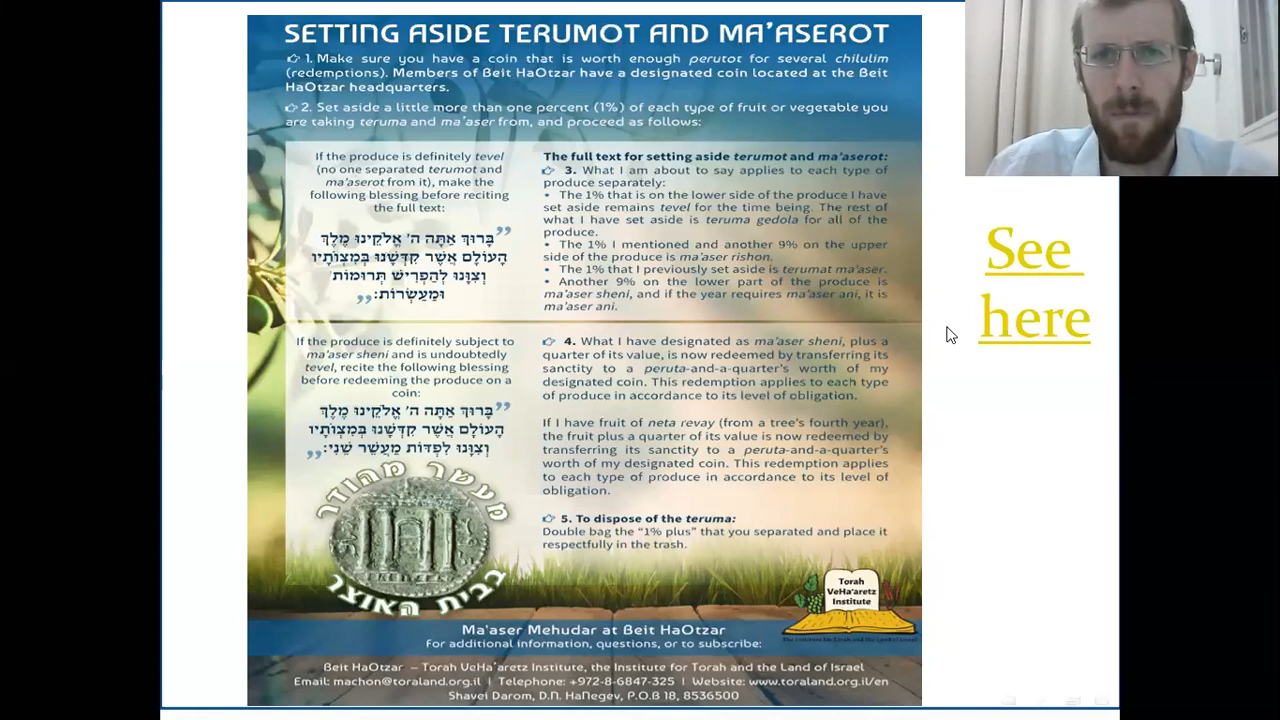 SETTING ASIDE TERUMOT AND MA'ASEROT
1. Make sure you have a coin that is worth enough perutot for several chilulim
(redemptions). Members of Beit HaOtzar have a designated coin located at the Beit
HaOtzar headquarters.
2. Set aside a little more than one percent (1%) of each type of fruit or vegetable you
are taking teruma and ma'aser from, and proceed as follows:
If the produce is definitely tevel
(no one separated terumot and
ma'aserot from it), make the
following blessing before reciting
the full text:
"בָּרוּךְ אַתָּה ה' אֱלֹקֵינוּ מֶלֶךְ
הָעוֹלָם אֲשֶׁר קִדְּשָׁנוּ בְּמִצְוֹתָיו
וְצִוָּנוּ לְהַפְרִישׁ תְּרוּמוֹת
וּמַעַשְׂרוֹת:"
If the produce is definitely subject to
ma'aser sheni and is undoubtedly
tevel, recite the following blessing
before redeeming the produce on a
coin:
"בָּרוּךְ אַתָּה ה' אֱלֹקֵינוּ מֶלֶךְ
הָעוֹלָם אֲשֶׁר קִדְּשָׁנוּ בְּמִצְוֹתָיו
וְצִוָּנוּ לִפְדּוֹת מַעֲשֵׂר שֵׁנִי:"
מעשר מהודר
בבית האוצר
The full text for setting aside terumot and ma'aserot:
3. What I am about to say applies to each type of
produce separately:
• The 1% that is on the lower side of the produce I have
set aside remains tevel for the time being. The rest of
what I have set aside is teruma gedola for all of the
produce.
• The 1% I mentioned and another 9% on the upper
side of the produce is ma'aser rishon.
• The 1% that I previously set aside is terumat ma'aser.
• Another 9% on the lower part of the produce is
ma'aser sheni, and if the year requires ma'aser ani, it is
ma'aser ani.
4. What I have designated as ma'aser sheni, plus a
quarter of its value, is now redeemed by transferring its
sanctity to a peruta-and-a-quarter's worth of my
designated coin. This redemption applies to each type
of produce in accordance to its level of obligation.
If I have fruit of neta revay (from a tree's fourth year),
the fruit plus a quarter of its value is now redeemed by
transferring its sanctity to a peruta-and-a-quarter's
worth of my designated coin. This redemption applies
to each type of produce in accordance to its level of
obligation.
5. To dispose of the teruma:
Double bag the "1% plus" that you separated and place it
respectfully in the trash.
Torah
VeHa'aretz
Institute
Ma'aser Mehudar at Beit HaOtzar
For additional information, questions, or to subscribe:
Beit HaOtzar – Torah VeHa'aretz Institute, the Institute for Torah and the Land of Israel
Email: machon@toraland.org.il | Telephone: +972-8-6847-325 | Website: www.toraland.org.il/en
Shavei Darom, D.N. HaNegev, P.O.B 18, 8536500
See
here